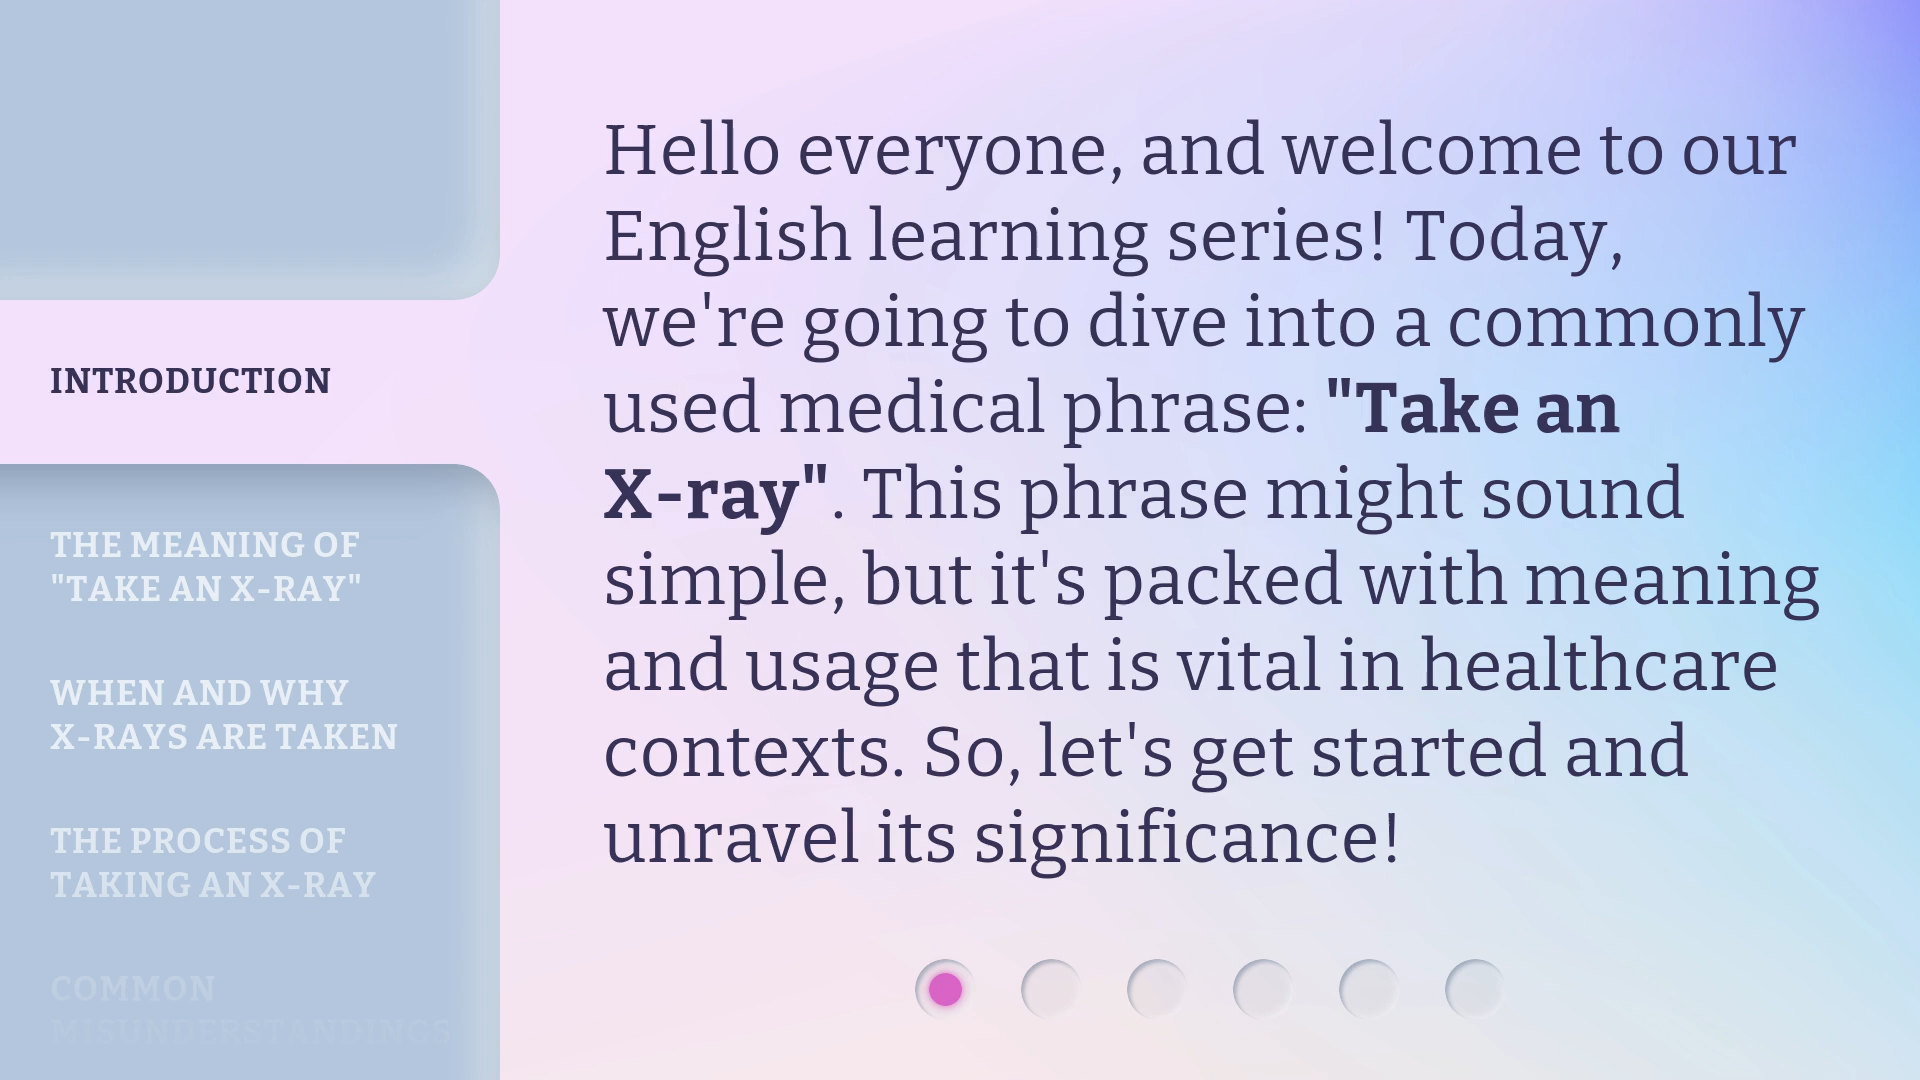 INTRODUCTION
THE MEANING OF
"TAKE AN X-RAY"
WHEN AND WHY
X-RAYS ARE TAKEN
THE PROCESS OF
TAKING AN X-RAY
COMMON
MISUNDERSTANDINGS
Hello everyone, and welcome to our
English learning series! Today,
we're going to dive into a commonly
used medical phrase: "Take an
X-ray". This phrase might sound
simple, but it's packed with meaning
and usage that is vital in healthcare
contexts. So, let's get started and
unravel its significance!